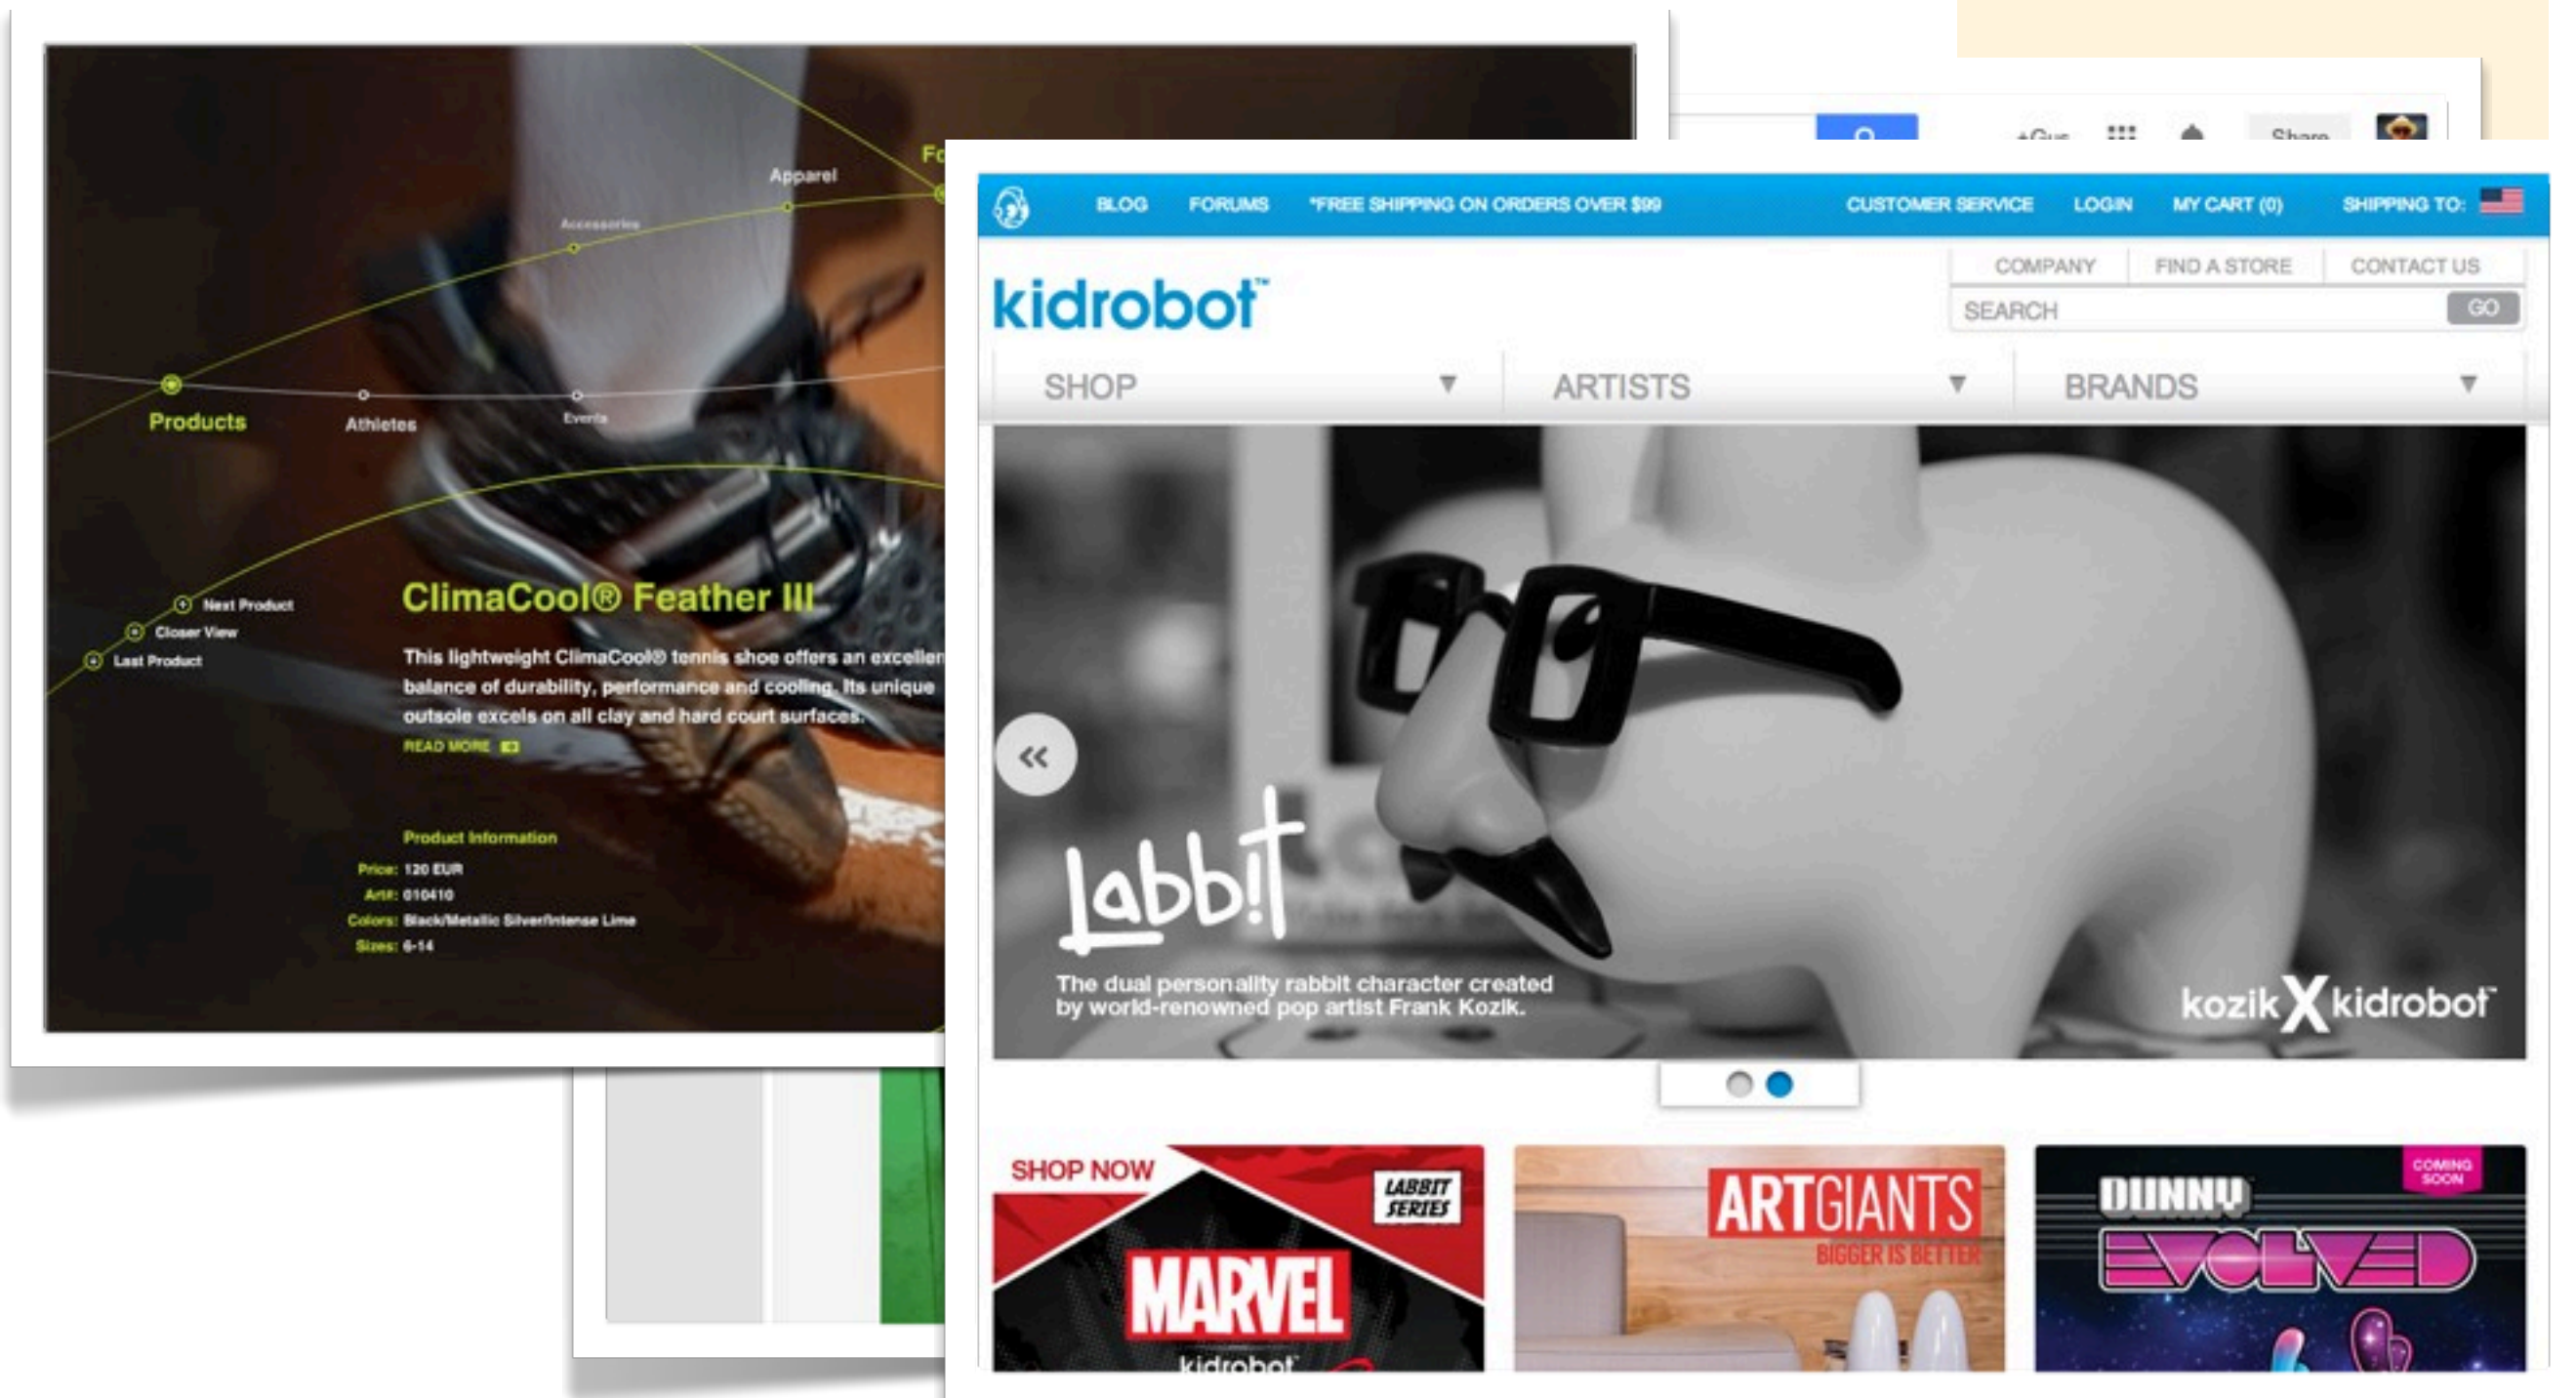 Apparel
Accessories
Products
Athletes
Events
Next Product
Closer View
Last Product
ClimaCool® Feather III
This lightweight ClimaCool® tennis shoe offers an
balance of durability, performance and cooling. Its unique
outsole excels on all clay and hard court surfaces.
READ MORE
Product Information
Price: 120 EUR
Art#: 010410
Colors: Black/Metallic Silver/Intense Lime
Sizes: 6-14
+Gus
Share
BLOG FORUMS *FREE SHIPPING ON ORDERS OVER $99 CUSTOMER SERVICE LOGIN MY CART (0) SHIPPING TO:
kidrobot™
COMPANY FIND A STORE CONTACT US
SEARCH GO
SHOP ▼ ARTISTS ▼ BRANDS ▼
«
Labbit
The dual personality rabbit character created
by world-renowned pop artist Frank Kozik.
kozik X kidrobot™
SHOP NOW
LABBIT
SERIES
MARVEL
kidrobot
ARTGIANTS
BIGGER IS BETTER
COMING
SOON
DUNNY
EVOLVED